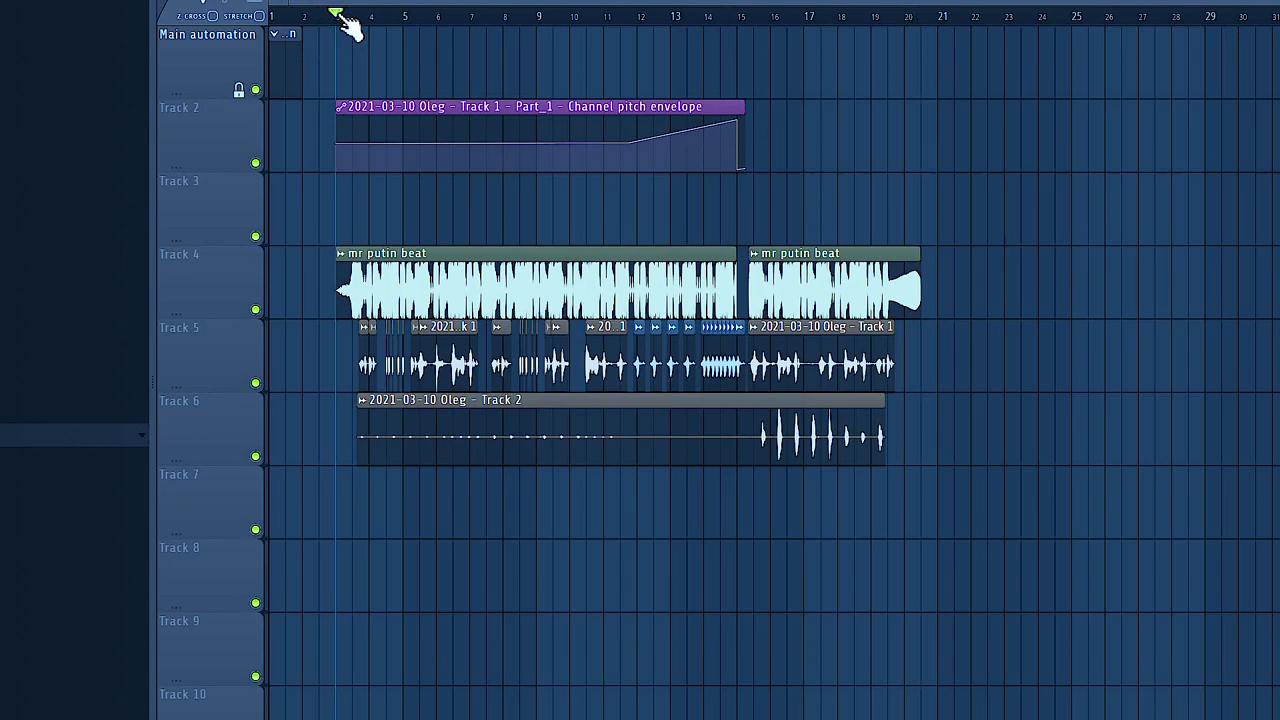 Z CROSS STRETCH 1 2 4 5 6 7 8 9 10 11 12 13 14 15 16 17 18 19 20 21 22 23 24 25 26 27 28 29 30
Main automation ..n
...
Track 2 2021-03-10 Oleg - Track 1 - Part_1 - Channel pitch envelope
...
Track 3
...
Track 4 mr putin beat mr putin beat
...
Track 5 2021..k 1 20..1 2021-03-10 Oleg - Track 1
...
Track 6 2021-03-10 Oleg - Track 2
...
Track 7
...
Track 8
...
Track 9
...
Track 10